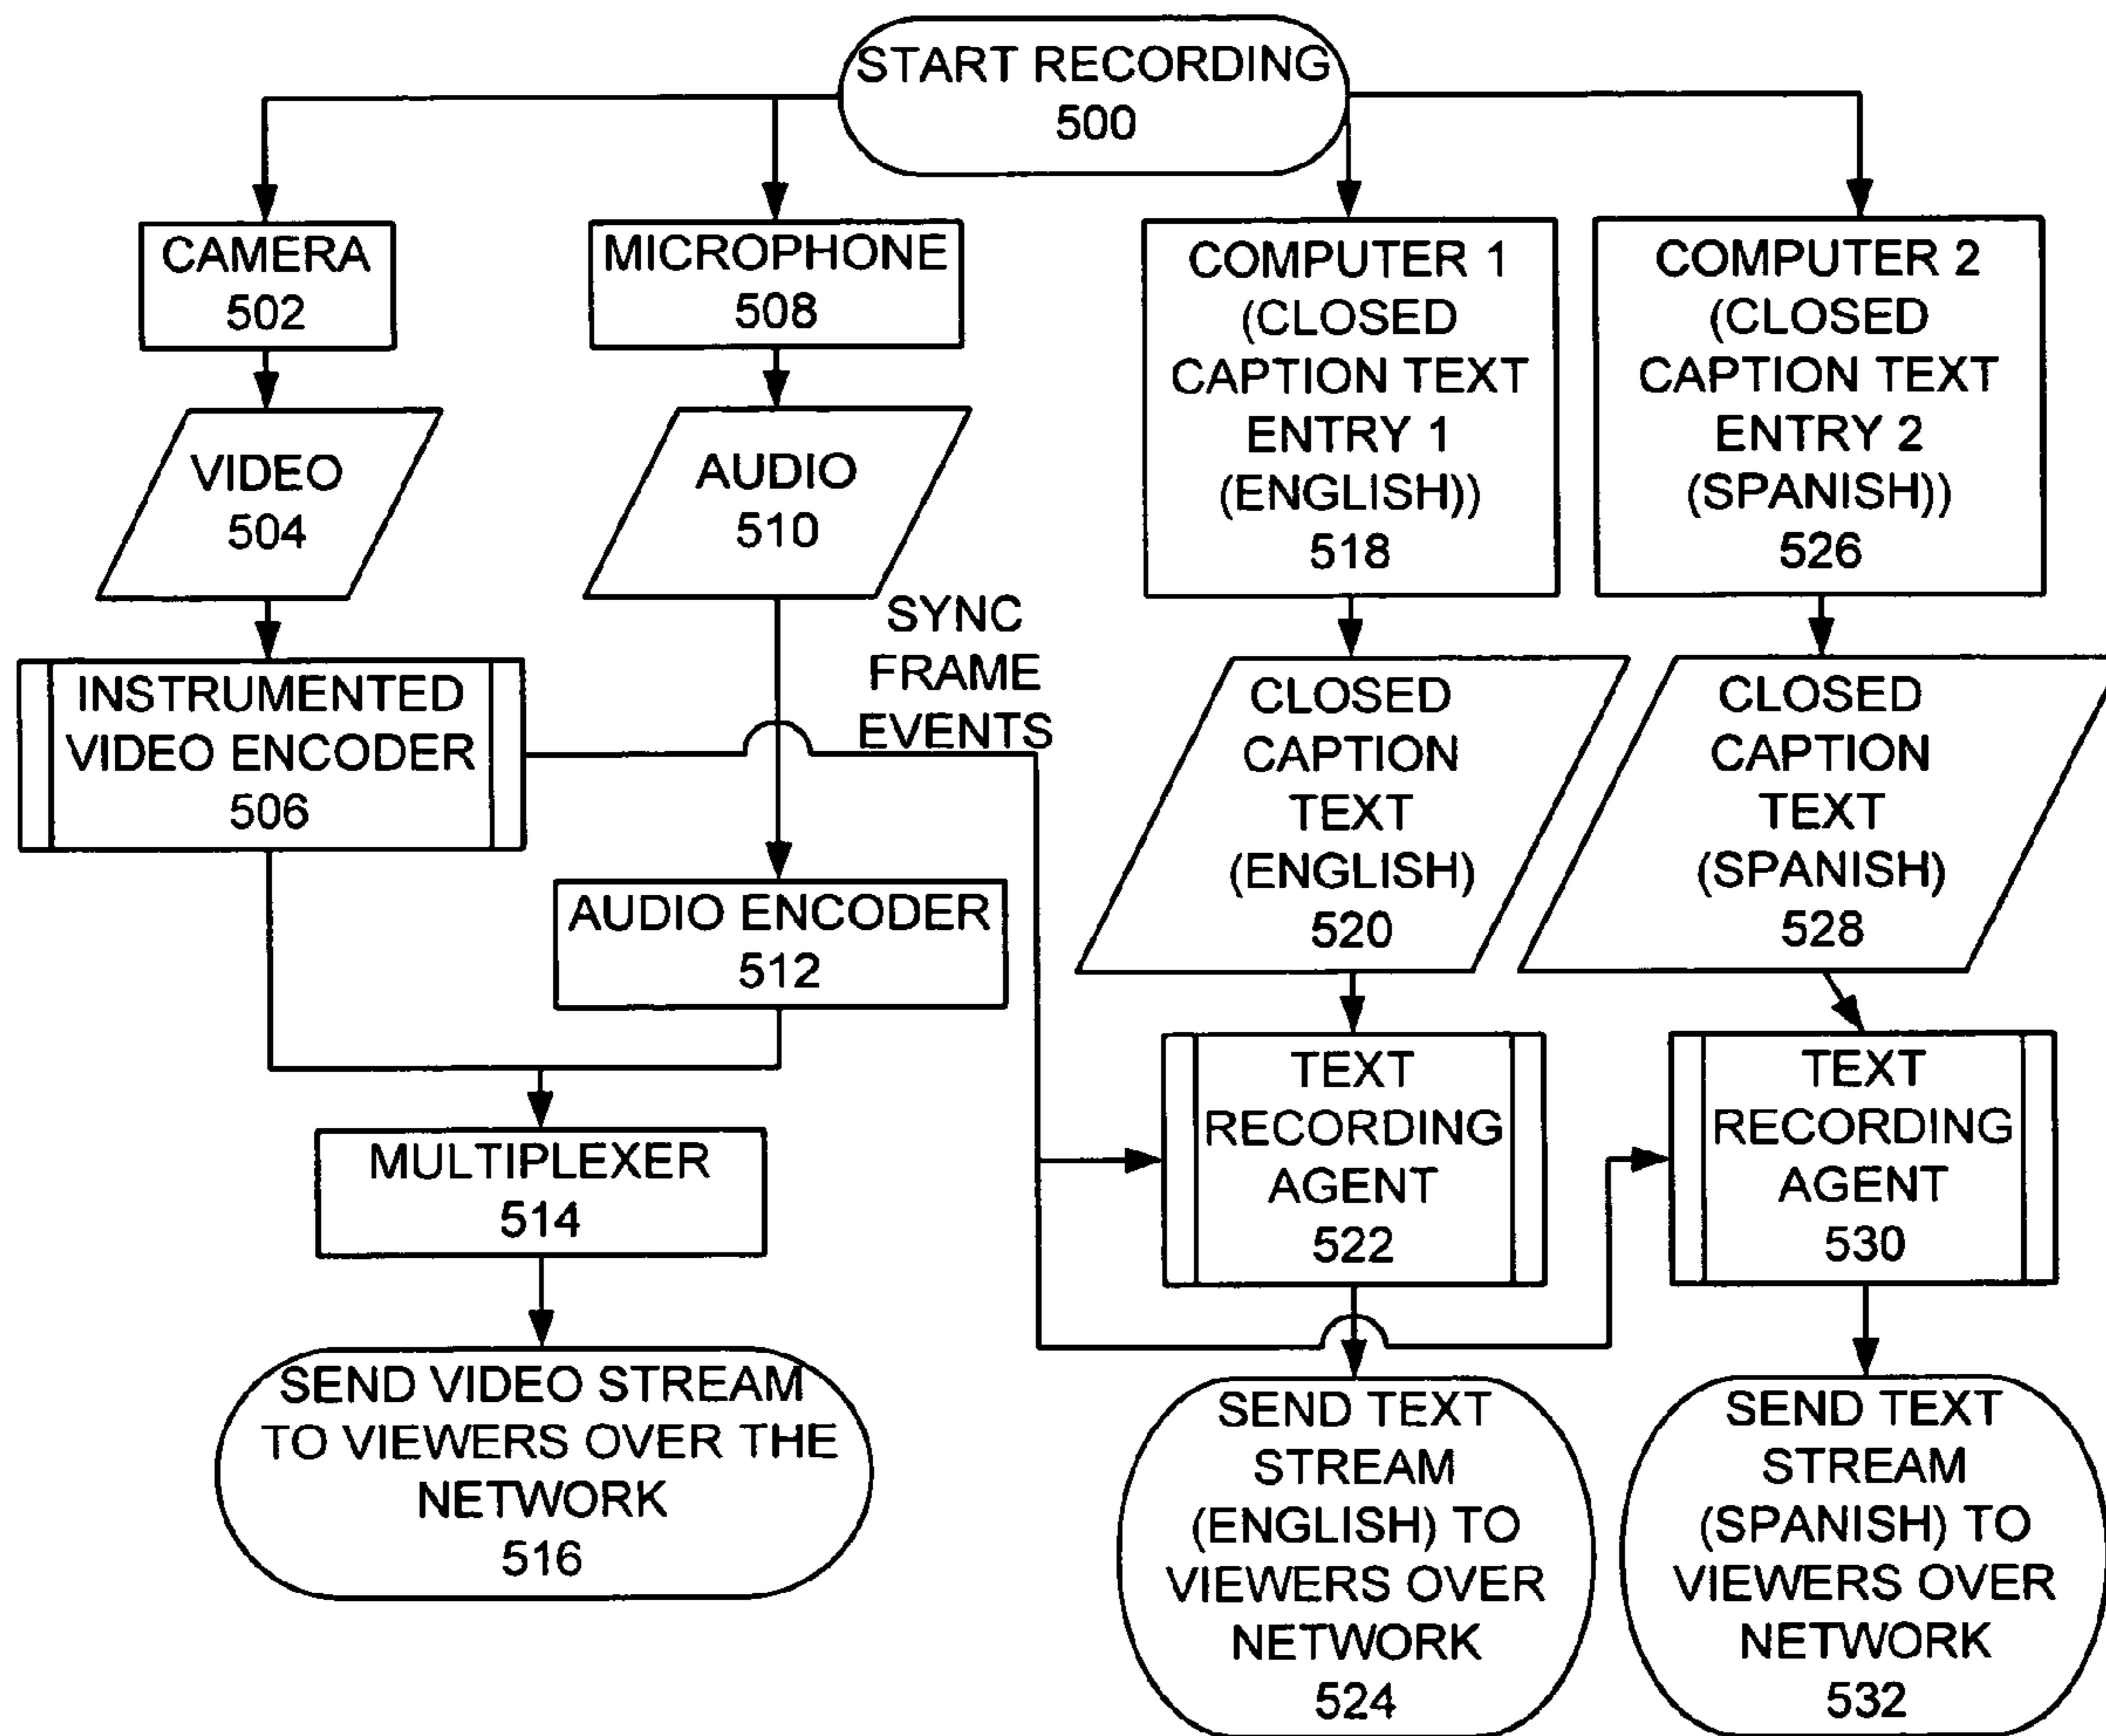 START RECORDING
500
CAMERA
502
MICROPHONE
508
COMPUTER 1
(CLOSED
CAPTION TEXT
ENTRY 1
(ENGLISH))
518
COMPUTER 2
(CLOSED
CAPTION TEXT
ENTRY 2
(SPANISH))
526
VIDEO
504
AUDIO
510
SYNC
FRAME
EVENTS
INSTRUMENTED
VIDEO ENCODER
506
CLOSED
CAPTION
TEXT
(ENGLISH)
520
CLOSED
CAPTION
TEXT
(SPANISH)
528
AUDIO ENCODER
512
MULTIPLEXER
514
TEXT
RECORDING
AGENT
522
TEXT
RECORDING
AGENT
530
SEND VIDEO STREAM
TO VIEWERS OVER THE
NETWORK
516
SEND TEXT
STREAM
(ENGLISH) TO
VIEWERS OVER
NETWORK
524
SEND TEXT
STREAM
(SPANISH) TO
VIEWERS OVER
NETWORK
532